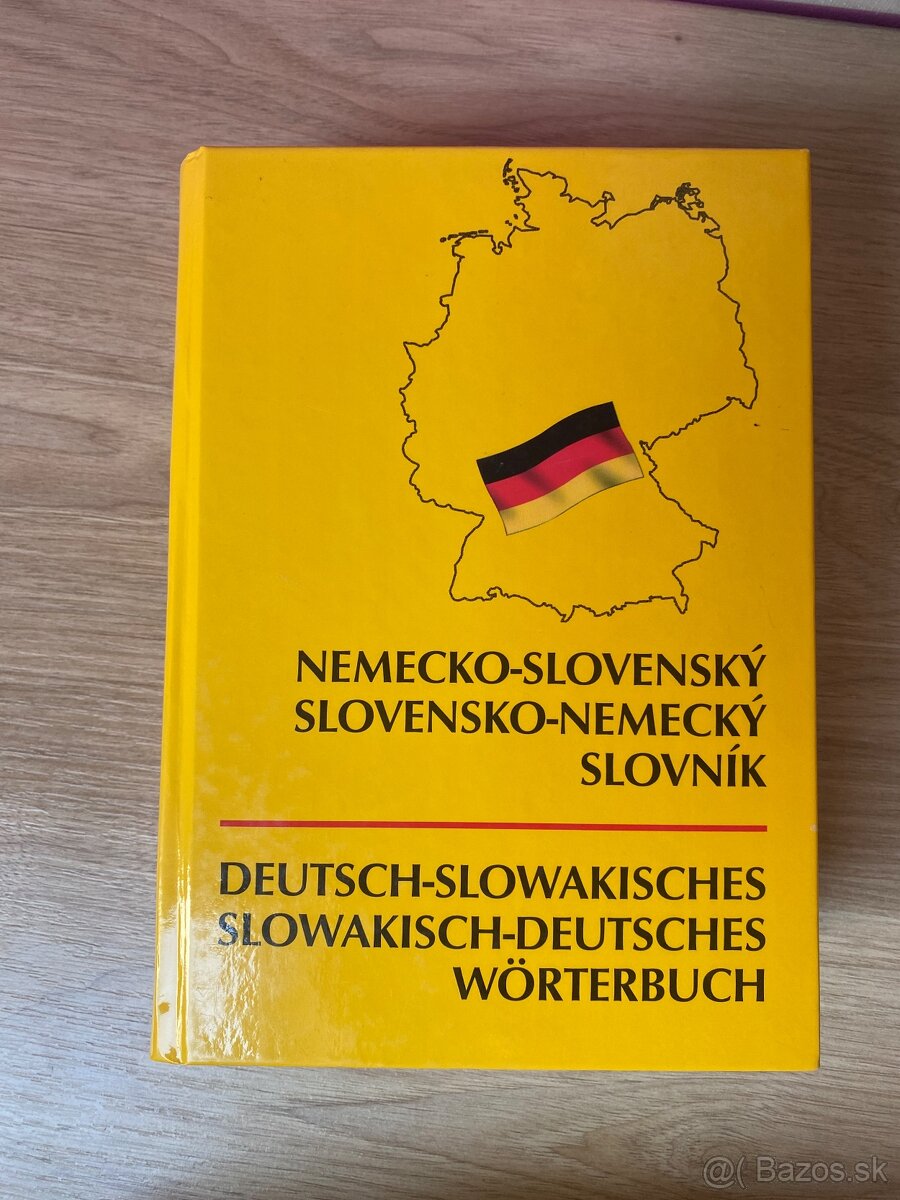 NEMECKO-SLOVENSKÝ
SLOVENSKO-NEMECKÝ
SLOVNÍK
DEUTSCH-SLOWAKISCHES
SLOWAKISCH-DEUTSCHES
WÖRTERBUCH
@( Bazos.sk